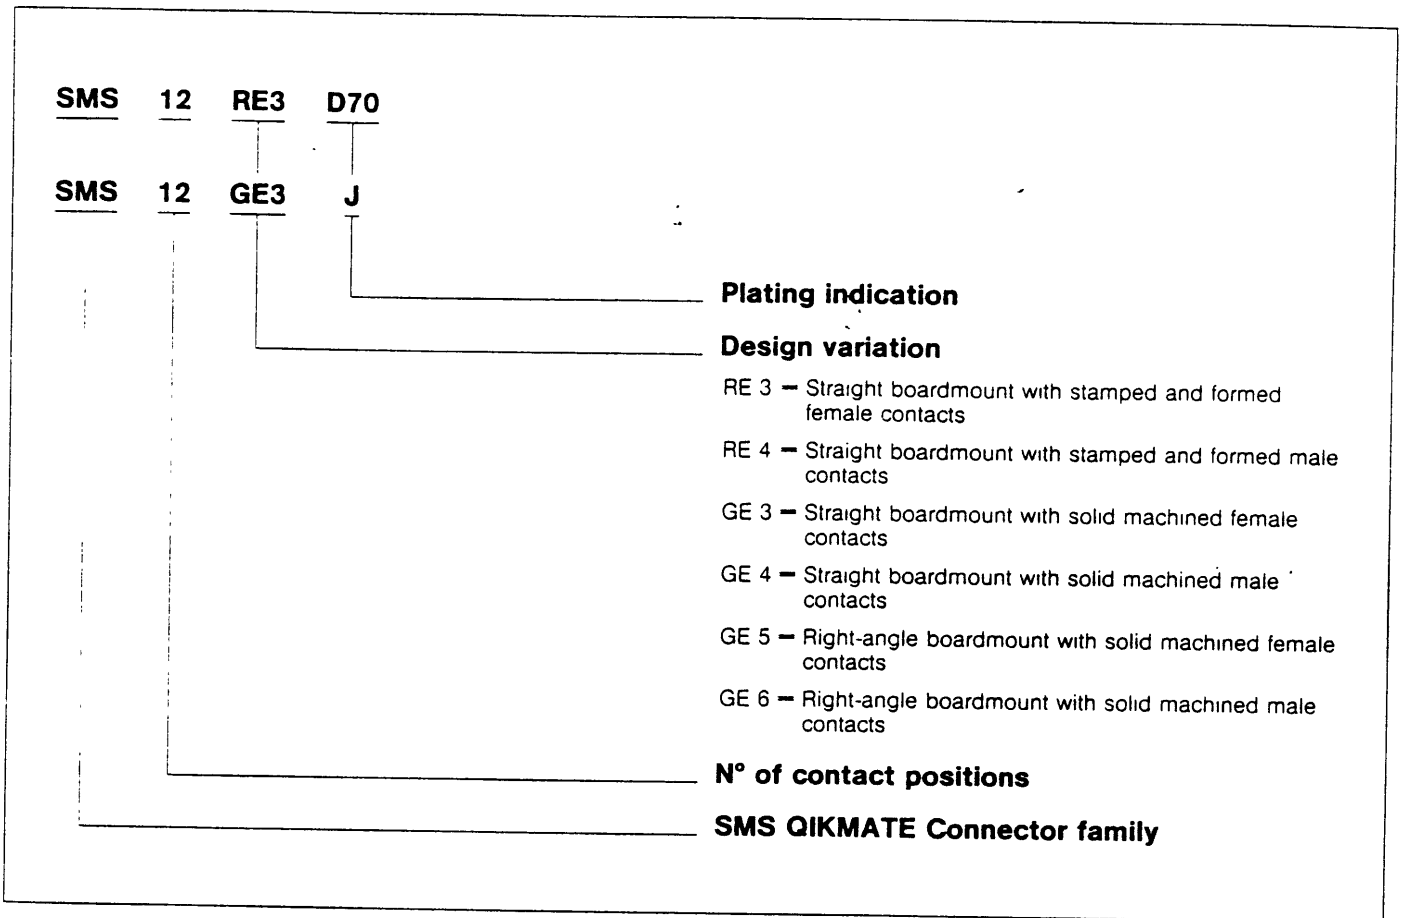 SMS 12 RE3 D70
SMS 12 GE3 J
Plating indication
Design variation
RE 3 – Straight boardmount with stamped and formed
female contacts
RE 4 – Straight boardmount with stamped and formed male
contacts
GE 3 – Straight boardmount with solid machined female
contacts
GE 4 – Straight boardmount with solid machined male
contacts
GE 5 – Right-angle boardmount with solid machined female
contacts
GE 6 – Right-angle boardmount with solid machined male
contacts
N° of contact positions
SMS QIKMATE Connector family